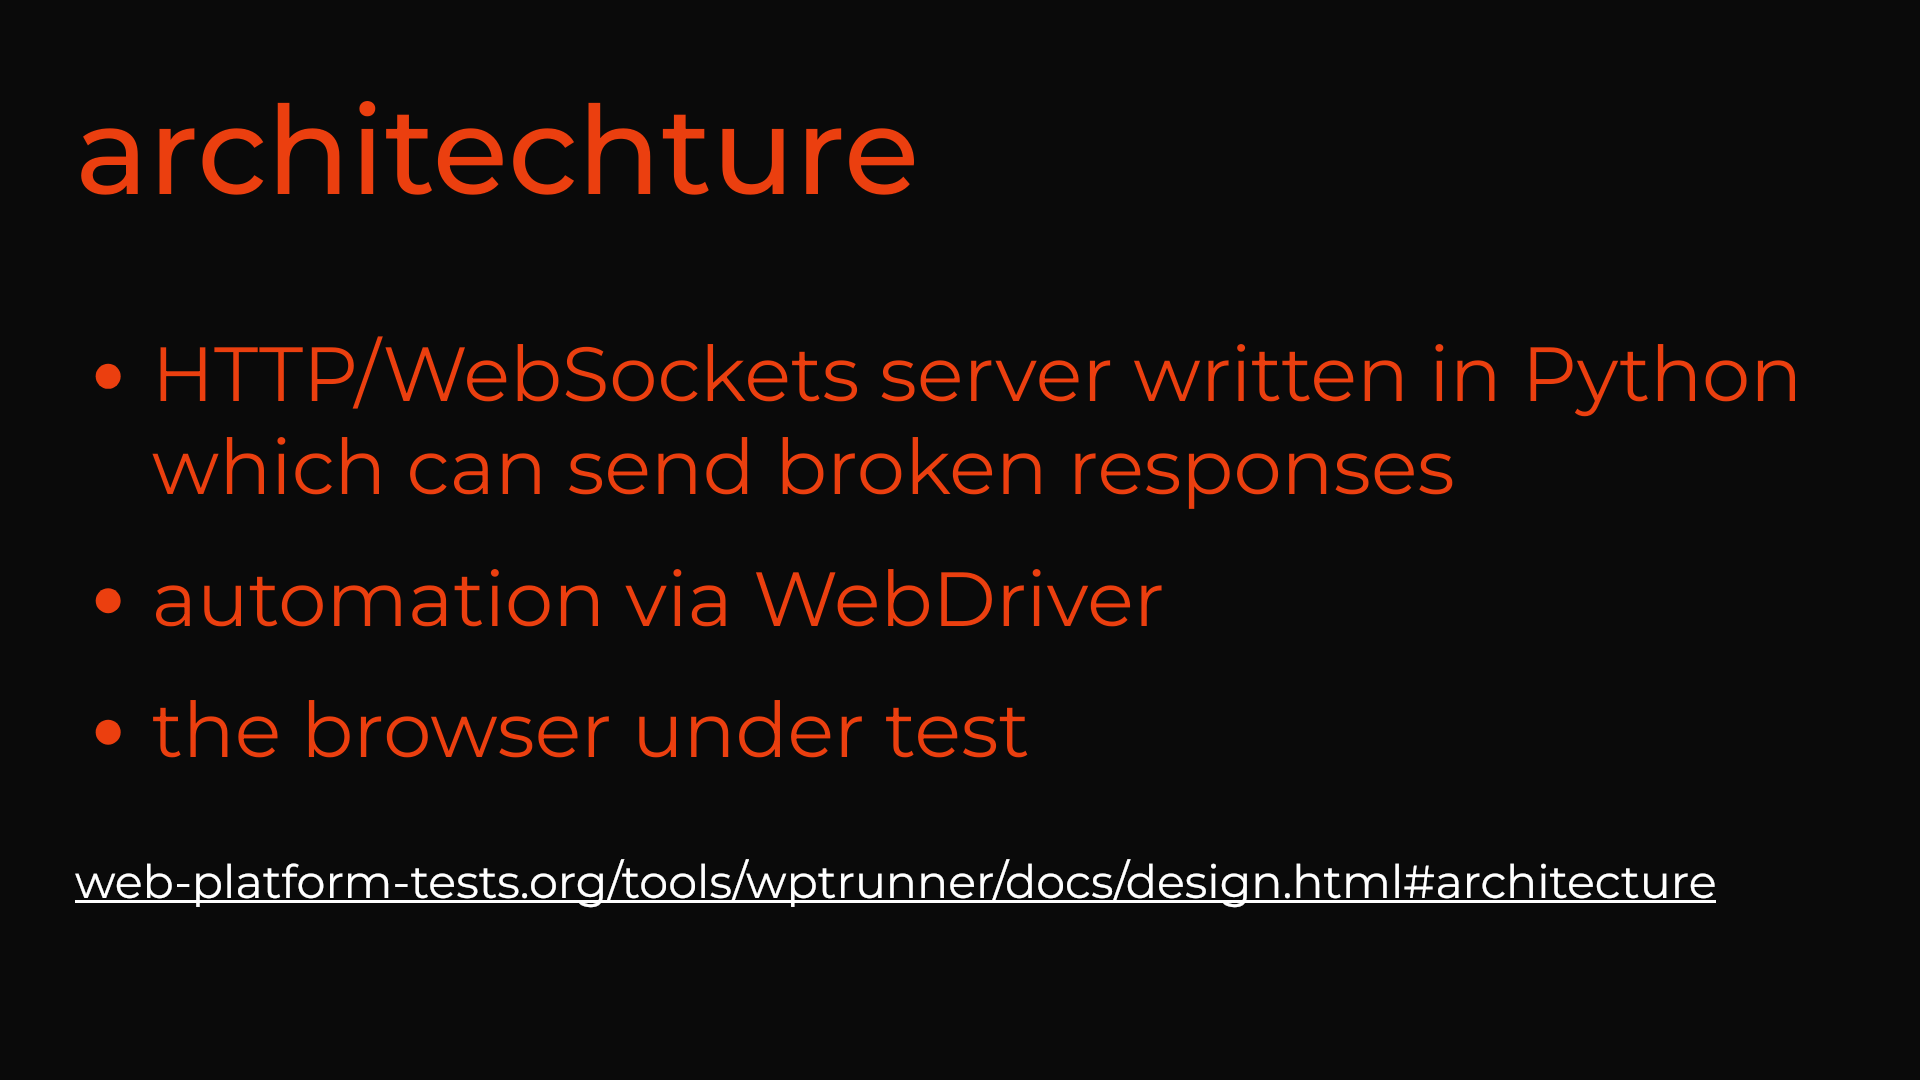 architechture
• HTTP/WebSockets server written in Python
which can send broken responses
• automation via WebDriver
• the browser under test
web-platform-tests.org/tools/wptrunner/docs/design.html#architecture